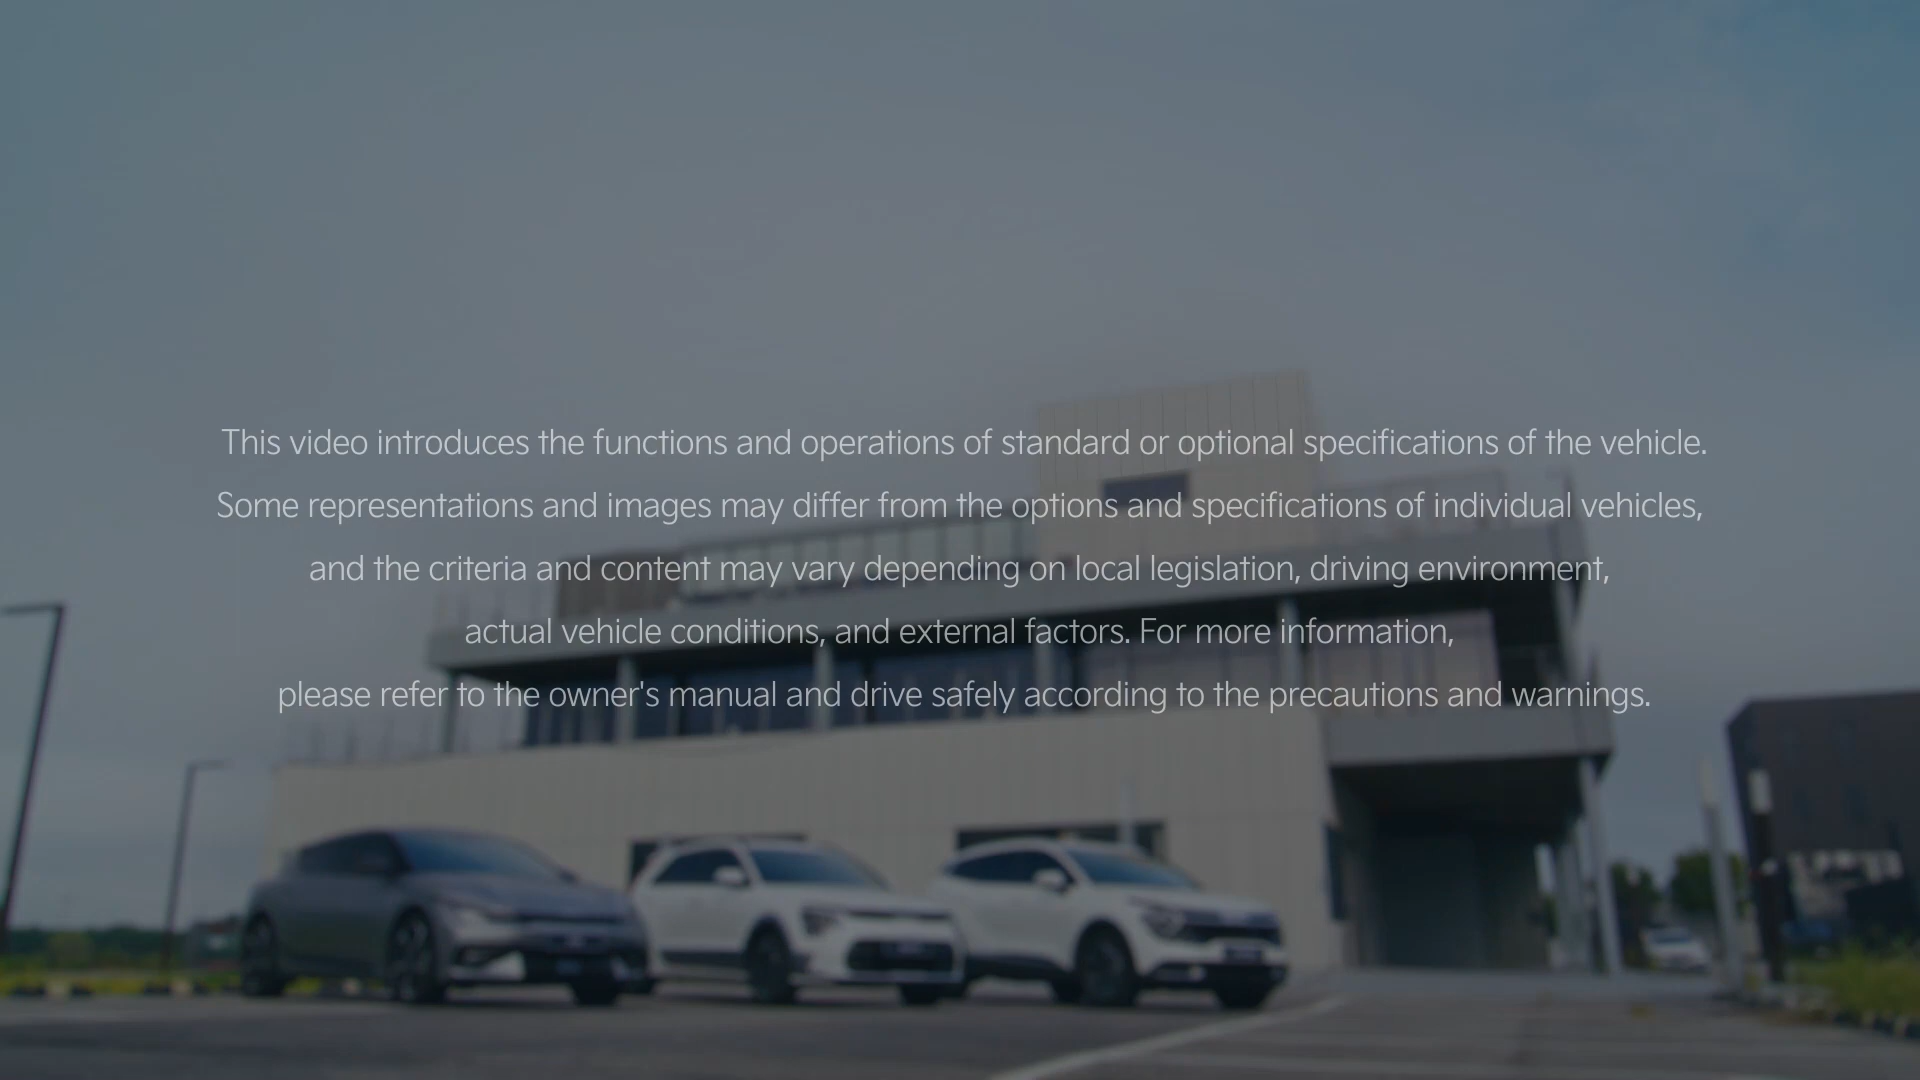 This video introduces the functions and operations of standard or optional specifications of the vehicle.
Some representations and images may differ from the options and specifications of individual vehicles,
and the criteria and content may vary depending on local legislation, driving environment,
actual vehicle conditions, and external factors. For more information,
please refer to the owner's manual and drive safely according to the precautions and warnings.